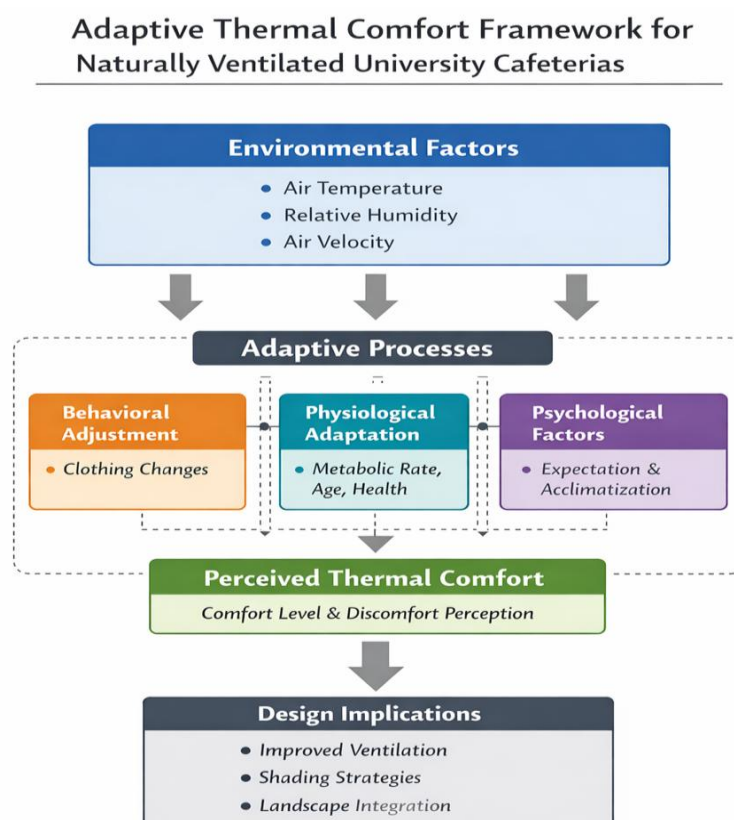 Adaptive Thermal Comfort Framework for
Naturally Ventilated University Cafeterias
Environmental Factors
• Air Temperature
• Relative Humidity
• Air Velocity
Adaptive Processes
Behavioral
Adjustment
• Clothing Changes
Physiological
Adaptation
• Metabolic Rate,
Age, Health
Psychological
Factors
• Expectation &
Acclimatization
Perceived Thermal Comfort
Comfort Level & Discomfort Perception
Design Implications
• Improved Ventilation
• Shading Strategies
• Landscape Integration